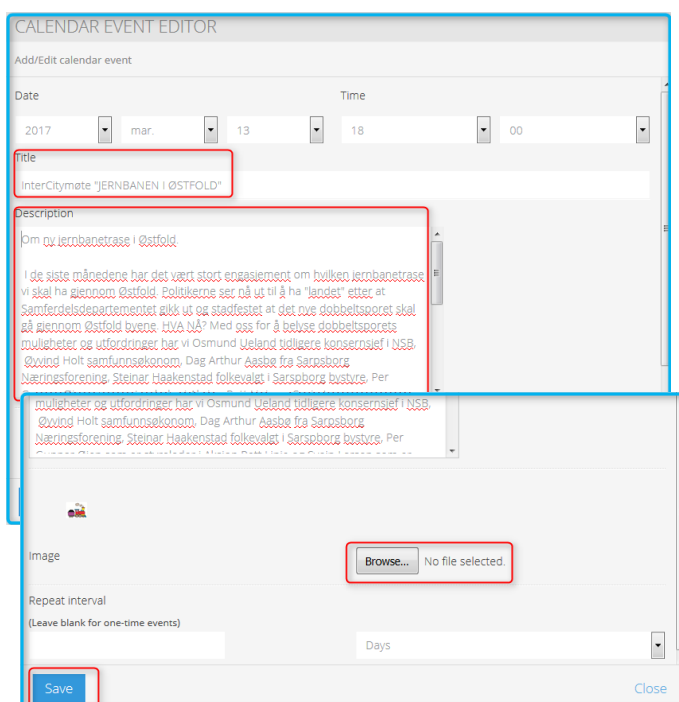 CALENDAR EVENT EDITOR
Add/Edit calendar event
Date Time
2017 mar. 13 18 00
Title
InterCitymøte "JERNBANEN I ØSTFOLD"
Description
Om ny jernbanetrase i Østfold.
I de siste månedene har det vært stort engasjement om hvilken jernbanetrase
vi skal ha gjennom Østfold. Politikerne ser nå ut til å ha "landet" etter at
Samferdelsdepartementet gikk ut og stadfestet at det nye dobbeltsporet skal
gå giennom Østfold byene. HVA NÅ? Med oss for å belyse dobbeltsporets
muligheter og utfordringer har vi Osmund Ueland tidligere konsernsjef i NSB,
Øyvind Holt samfunnsøkonom, Dag Arthur Aasbø fra Sarpsborg
Næringsforening, Steinar Haakenstad folkevalgt i Sarspborg bystyre, Per
muligheter og utfordringer har vi Osmund Ueland tidligere konsernsjef i NSB,
Øyvind Holt samfunnsøkonom, Dag Arthur Aasbø fra Sarpsborg
Næringsforening, Steinar Haakenstad folkevalgt i Sarspborg bystyre, Per
Image Browse... No file selected.
Repeat interval
(Leave blank for one-time events)
Days
Save Close